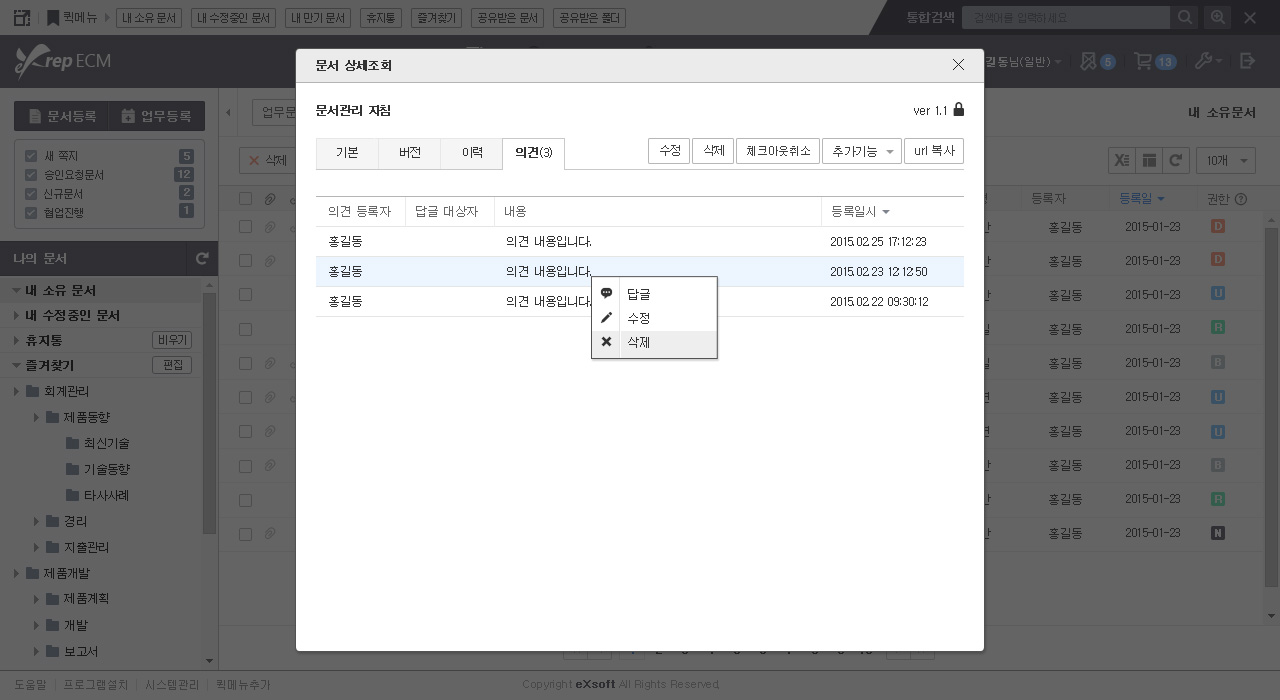 퀵메뉴 내 소유 문서 내 수정중인 문서 내 만기 문서 휴지통 즐겨찾기 공유받은 문서 공유받은 폴더 통합검색 검색어를 입력하세요
eXrep ECM 길동님(일반) 5 13
문서 상세조회
문서관리 지침 ver 1.1
기본 버전 이력 의견(3) 수정 삭제 체크아웃취소 추가기능 url 복사
의견 등록자 답글 대상자 내용 등록일시
홍길동 의견 내용입니다. 2015.02.25 17:12:23
홍길동 의견 내용입니다. 2015.02.23 12:12:50
홍길동 의견 내용입니다. 2015.02.22 09:30:12
답글
수정
삭제
문서등록 업무등록
새 쪽지 5
승인요청문서 12
신규문서 2
협업진행 1
나의 문서
내 소유 문서
내 수정중인 문서
휴지통 비우기
즐겨찾기 편집
회계관리
제품동향
최신기술
기술동향
타사사례
경리
지출관리
제품개발
제품계획
개발
보고서
업무문 내 소유문서
삭제 10개
등록자 등록일 권한
홍길동 2015-01-23 D
홍길동 2015-01-23 D
홍길동 2015-01-23 U
홍길동 2015-01-23 R
홍길동 2015-01-23 B
홍길동 2015-01-23 U
홍길동 2015-01-23 U
홍길동 2015-01-23 B
홍길동 2015-01-23 R
홍길동 2015-01-23 N
도움말 프로그램설치 시스템관리 퀵메뉴추가 Copyright eXsoft All Rights Reserved.